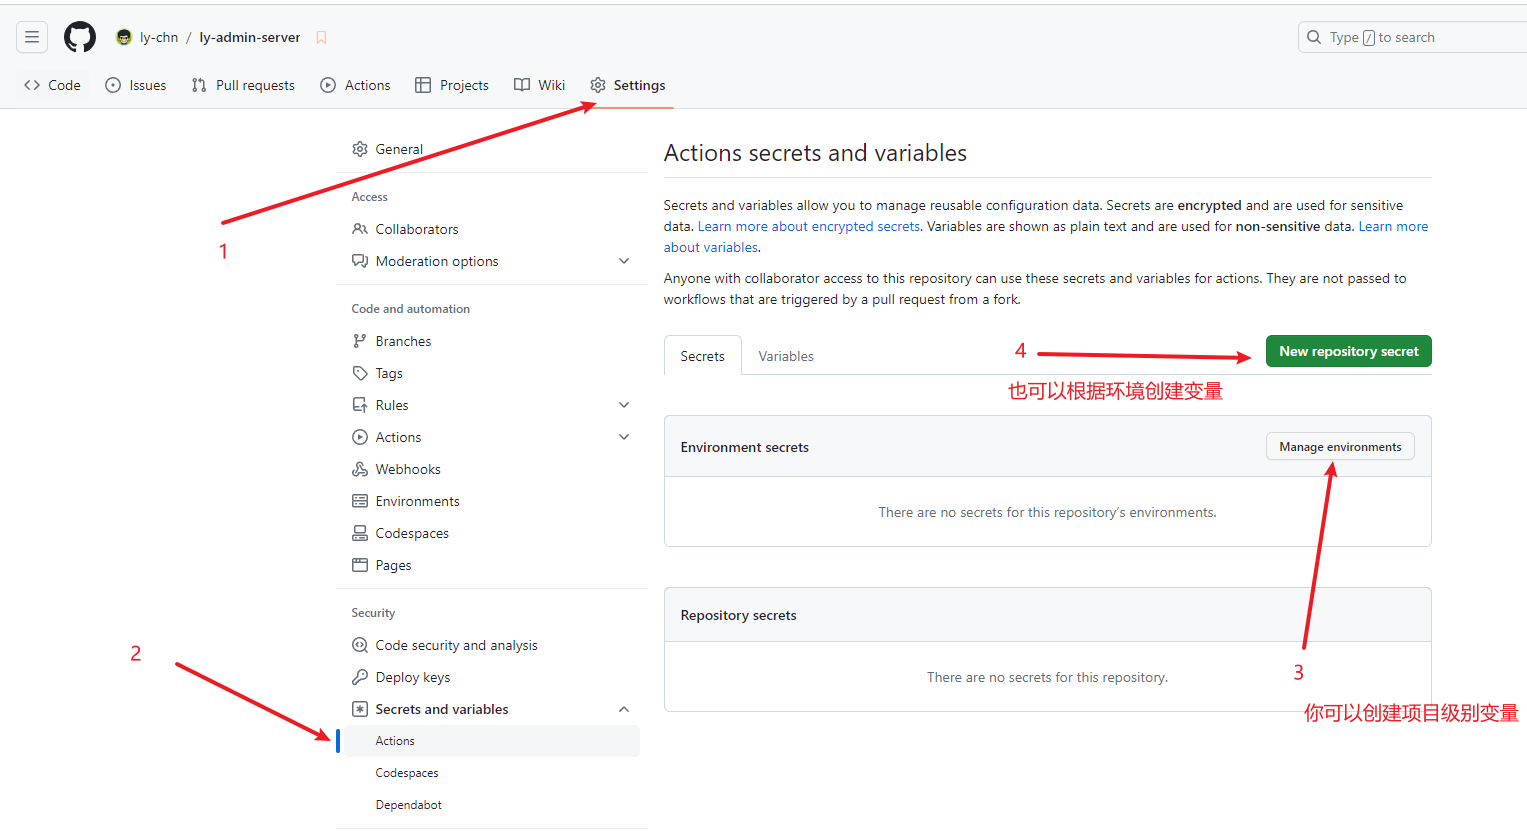 ly-chn / ly-admin-server
Type / to search
Code Issues Pull requests Actions Projects Wiki Settings
General
Access
Collaborators
Moderation options
Code and automation
Branches
Tags
Rules
Actions
Webhooks
Environments
Codespaces
Pages
Security
Code security and analysis
Deploy keys
Secrets and variables
Actions
Codespaces
Dependabot
1
2
Actions secrets and variables
Secrets and variables allow you to manage reusable configuration data. Secrets are encrypted and are used for sensitive
data. Learn more about encrypted secrets. Variables are shown as plain text and are used for non-sensitive data. Learn more
about variables.
Anyone with collaborator access to this repository can use these secrets and variables for actions. They are not passed to
workflows that are triggered by a pull request from a fork.
Secrets Variables
4
New repository secret
也可以根据环境创建变量
Environment secrets
Manage environments
There are no secrets for this repository’s environments.
Repository secrets
There are no secrets for this repository.
3
你可以创建项目级别变量